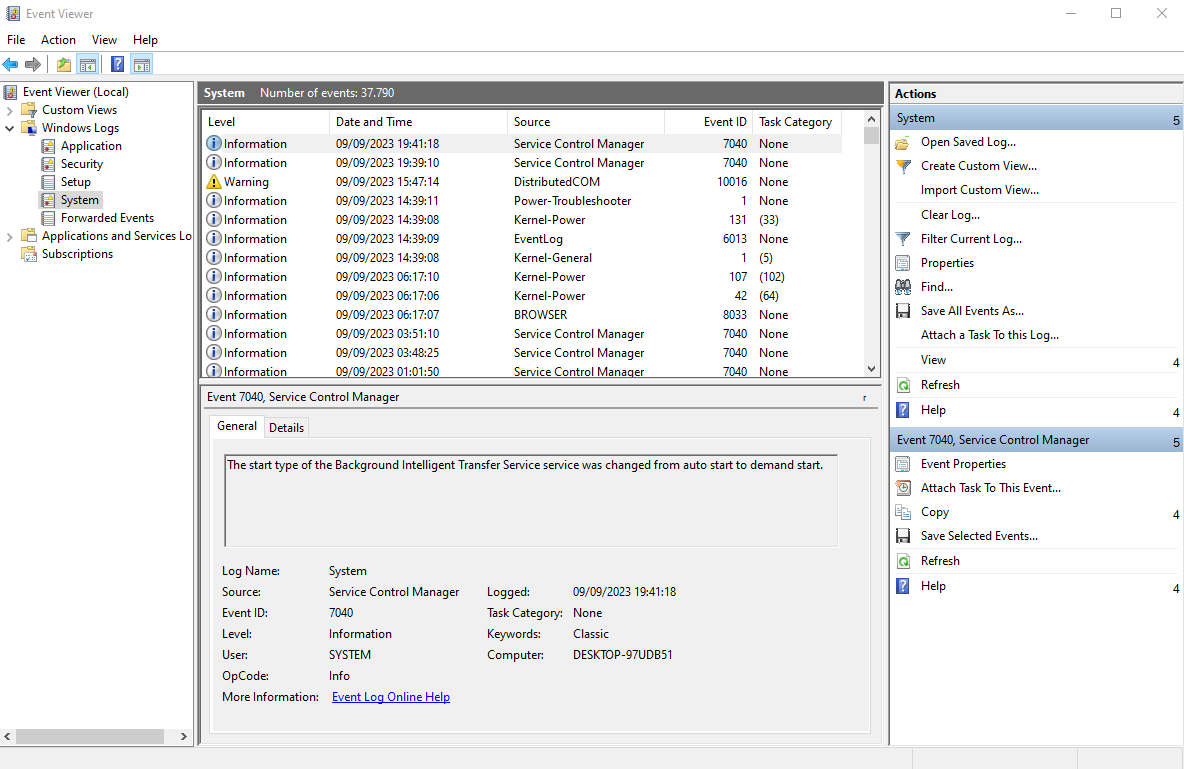 Event Viewer
File Action View Help
Event Viewer (Local)
Custom Views
Windows Logs
Application
Security
Setup
System
Forwarded Events
Applications and Services Lo
Subscriptions
System Number of events: 37.790
Level Date and Time Source Event ID Task Category
Information 09/09/2023 19:41:18 Service Control Manager 7040 None
Information 09/09/2023 19:39:10 Service Control Manager 7040 None
Warning 09/09/2023 15:47:14 DistributedCOM 10016 None
Information 09/09/2023 14:39:11 Power-Troubleshooter 1 None
Information 09/09/2023 14:39:08 Kernel-Power 131 (33)
Information 09/09/2023 14:39:09 EventLog 6013 None
Information 09/09/2023 14:39:08 Kernel-General 1 (5)
Information 09/09/2023 06:17:10 Kernel-Power 107 (102)
Information 09/09/2023 06:17:06 Kernel-Power 42 (64)
Information 09/09/2023 06:17:07 BROWSER 8033 None
Information 09/09/2023 03:51:10 Service Control Manager 7040 None
Information 09/09/2023 03:48:25 Service Control Manager 7040 None
Information 09/09/2023 01:01:50 Service Control Manager 7040 None
Event 7040, Service Control Manager r
General Details
The start type of the Background Intelligent Transfer Service service was changed from auto start to demand start.
Log Name: System
Source: Service Control Manager Logged: 09/09/2023 19:41:18
Event ID: 7040 Task Category: None
Level: Information Keywords: Classic
User: SYSTEM Computer: DESKTOP-97UDB51
OpCode: Info
More Information: Event Log Online Help
Actions
System 5
Open Saved Log...
Create Custom View...
Import Custom View...
Clear Log...
Filter Current Log...
Properties
Find...
Save All Events As...
Attach a Task To this Log...
View 4
Refresh
Help 4
Event 7040, Service Control Manager 5
Event Properties
Attach Task To This Event...
Copy 4
Save Selected Events...
Refresh
Help 4